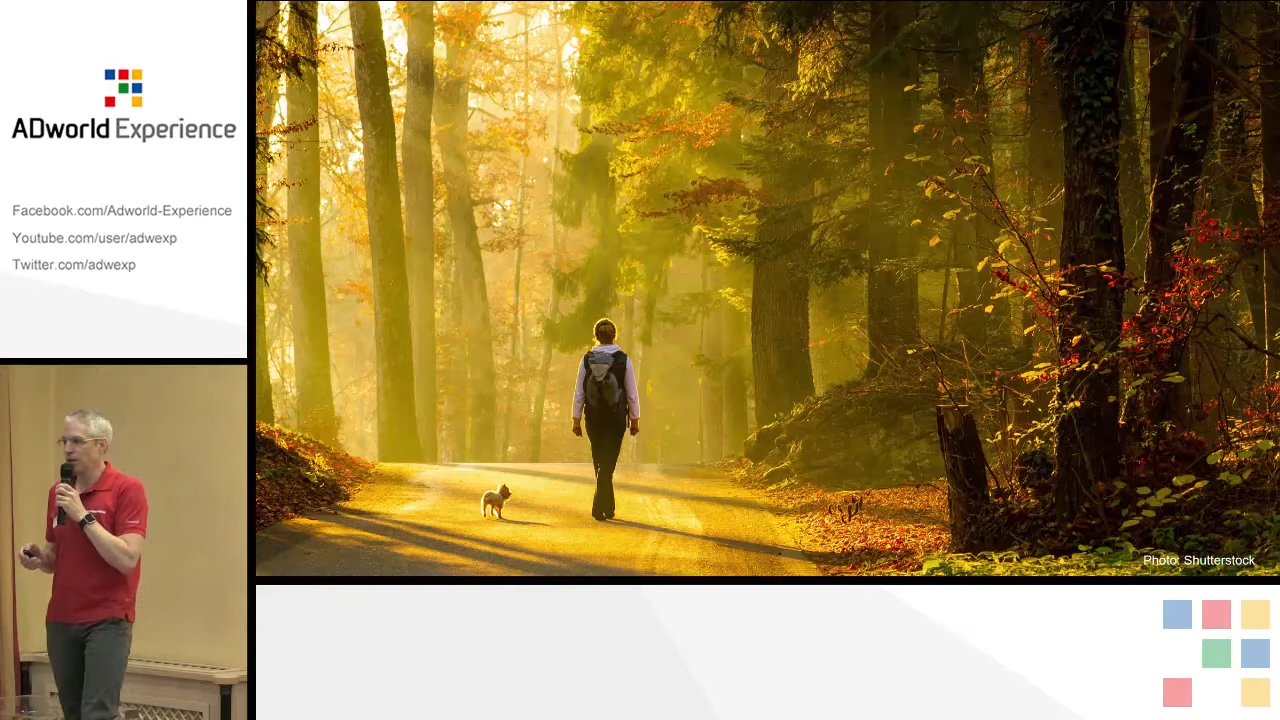 ADworld Experience
Facebook.com/Adworld-Experience
Youtube.com/user/adwexp
Twitter.com/adwexp
Photo: Shutterstock